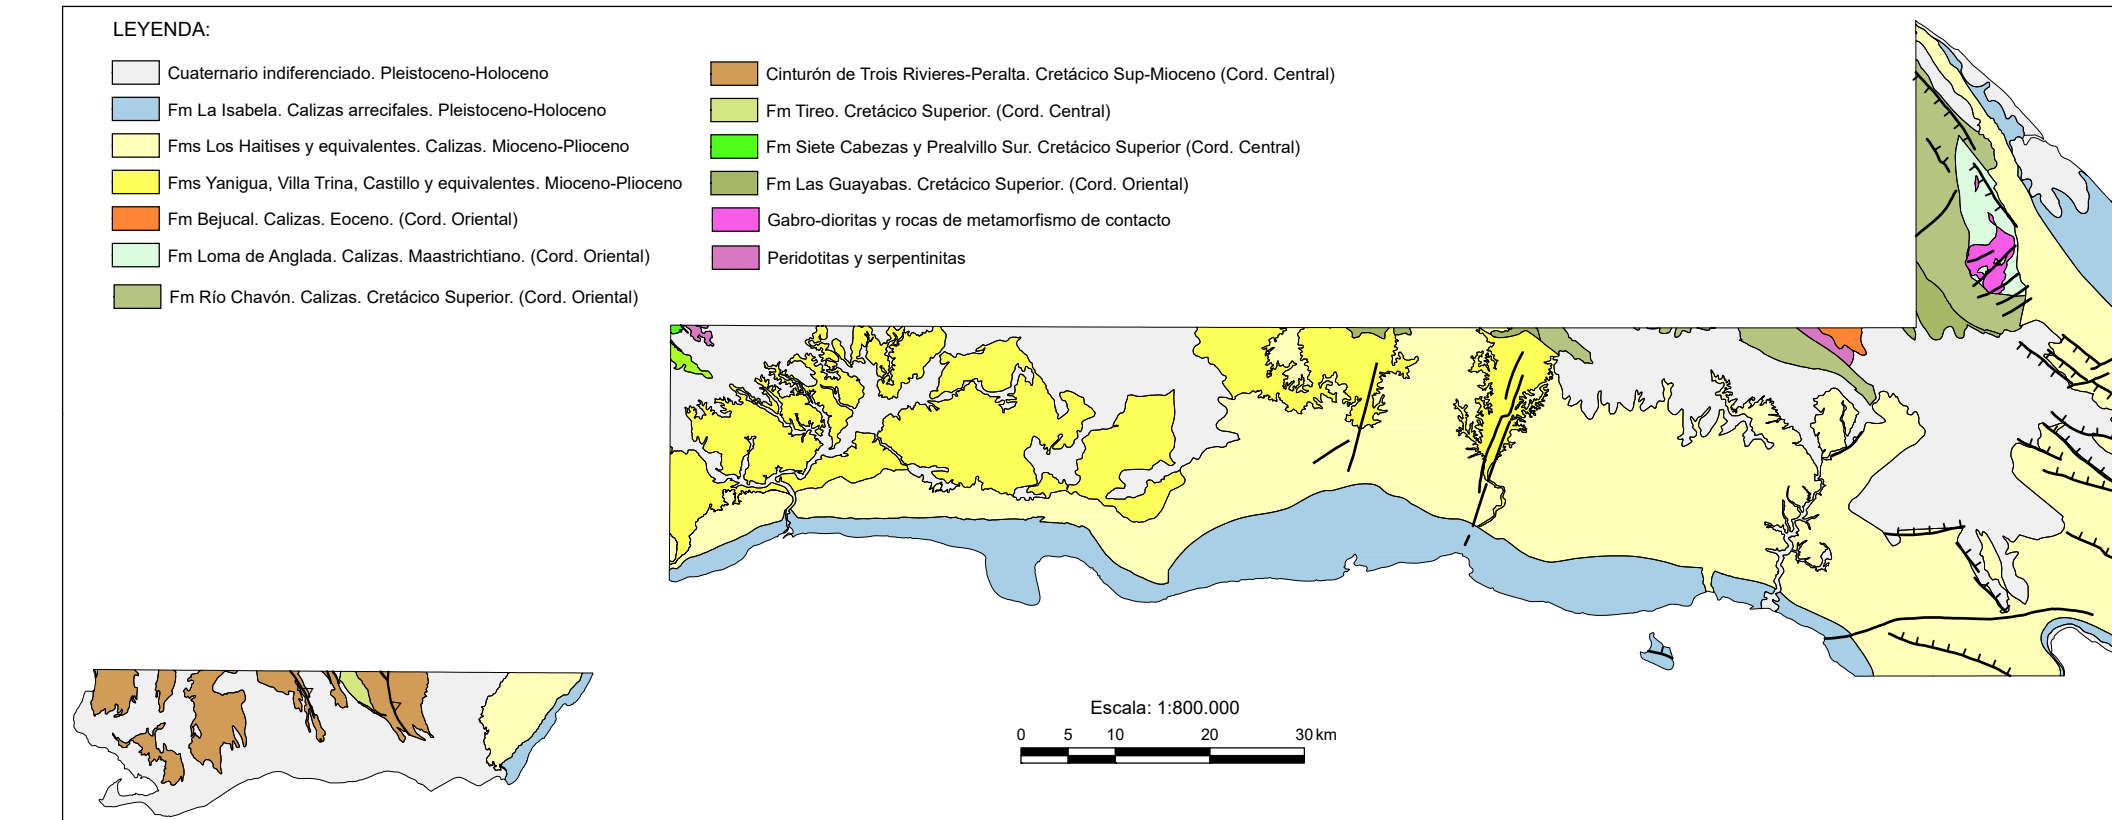 LEYENDA:
Cuaternario indiferenciado. Pleistoceno-Holoceno
Fm La Isabela. Calizas arrecifales. Pleistoceno-Holoceno
Fms Los Haitises y equivalentes. Calizas. Mioceno-Plioceno
Fms Yanigua, Villa Trina, Castillo y equivalentes. Mioceno-Plioceno
Fm Bejucal. Calizas. Eoceno. (Cord. Oriental)
Fm Loma de Anglada. Calizas. Maastrichtiano. (Cord. Oriental)
Fm Río Chavón. Calizas. Cretácico Superior. (Cord. Oriental)
Cinturón de Trois Rivieres-Peralta. Cretácico Sup-Mioceno (Cord. Central)
Fm Tireo. Cretácico Superior. (Cord. Central)
Fm Siete Cabezas y Prealvillo Sur. Cretácico Superior (Cord. Central)
Fm Las Guayabas. Cretácico Superior. (Cord. Oriental)
Gabro-dioritas y rocas de metamorfismo de contacto
Peridotitas y serpentinitas
Escala: 1:800.000
0 5 10 20 30 km